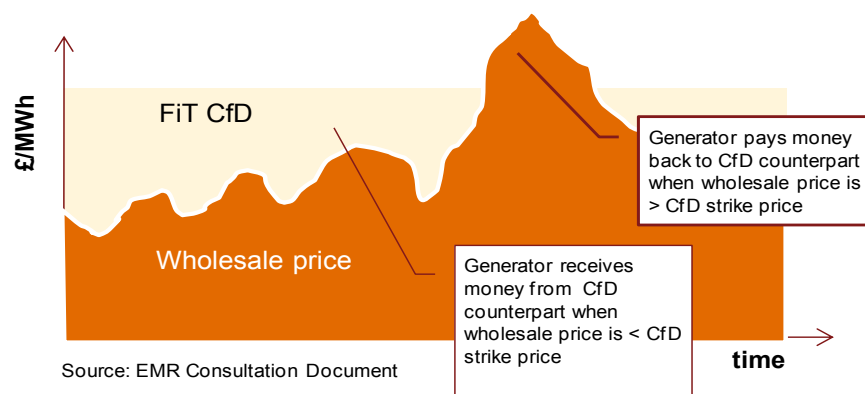 £/MWh
FiT CfD
Generator pays money
back to CfD counterpart
when wholesale price is
> CfD strike price
Wholesale price
Generator receives
money from CfD
counterpart when
wholesale price is < CfD
strike price
time
Source: EMR Consultation Document